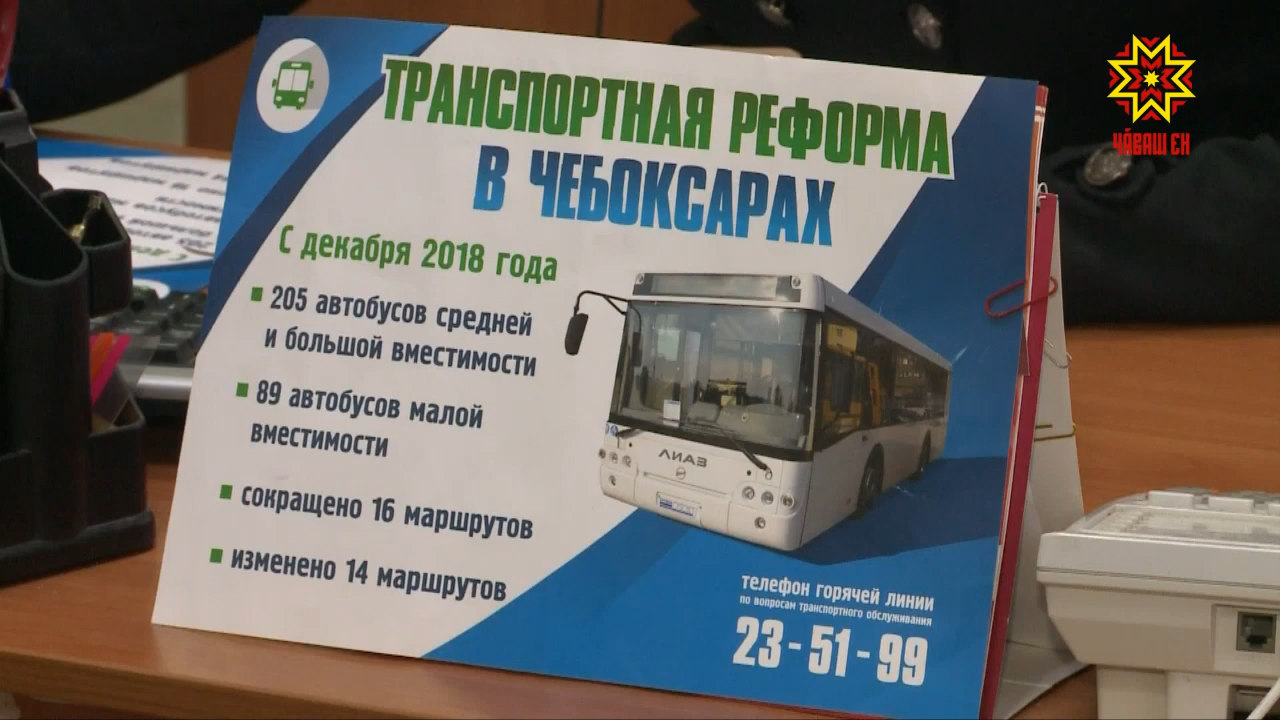 ТРАНСПОРТНАЯ РЕФОРМА
В ЧЕБОКСАРАХ
С декабря 2018 года
205 автобусов средней
и большой вместимости
89 автобусов малой
вместимости
сокращено 16 маршрутов
изменено 14 маршрутов
ЛИАЗ
телефон горячей линии
по вопросам транспортного обслуживания
23-51-99
ЧӐВАШ ЕН